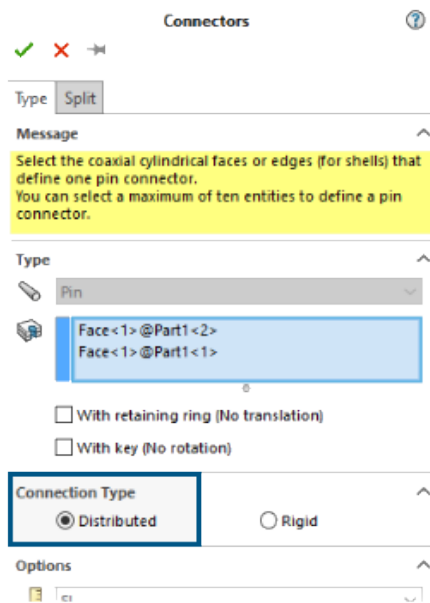 Connectors
Type Split
Message
Select the coaxial cylindrical faces or edges (for shells) that
define one pin connector.
You can select a maximum of ten entities to define a pin
connector.
Type
Pin
Face<1>@Part1<2>
Face<1>@Part1<1>
With retaining ring (No translation)
With key (No rotation)
Connection Type
Distributed Rigid
Options
SI